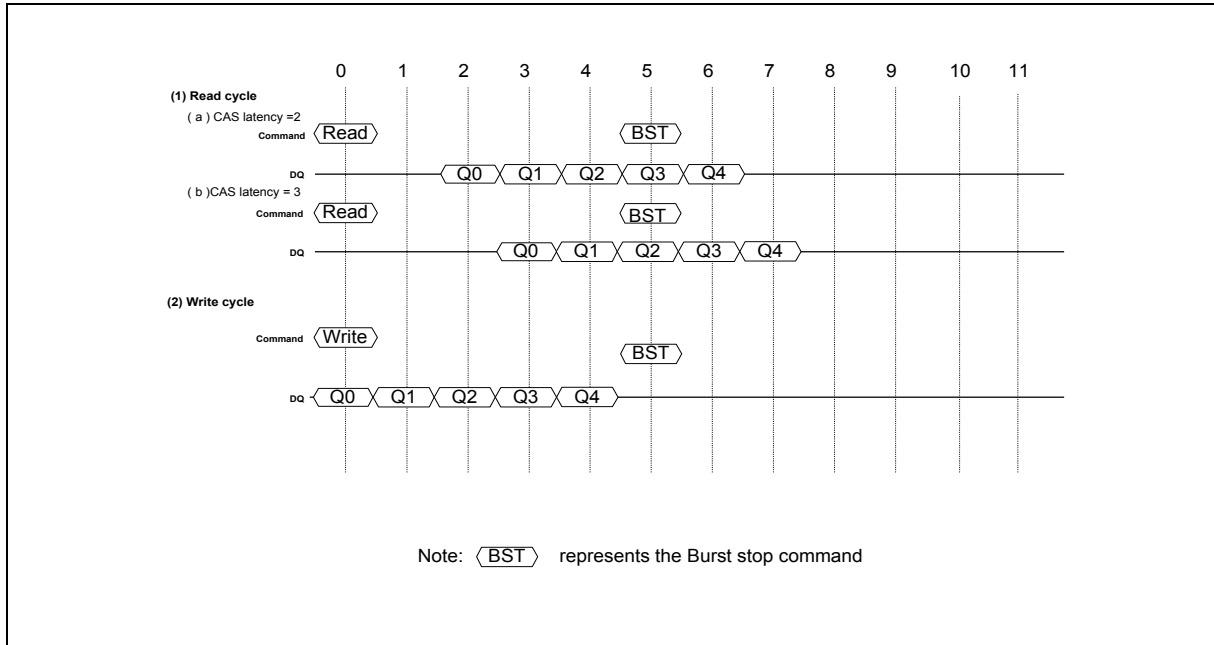 0 1 2 3 4 5 6 7 8 9 10 11
(1) Read cycle
( a ) CAS latency =2
Command Read BST
DQ Q0 Q1 Q2 Q3 Q4
( b )CAS latency = 3
Command Read BST
DQ Q0 Q1 Q2 Q3 Q4
(2) Write cycle
Command Write BST
DQ Q0 Q1 Q2 Q3 Q4
Note: BST represents the Burst stop command